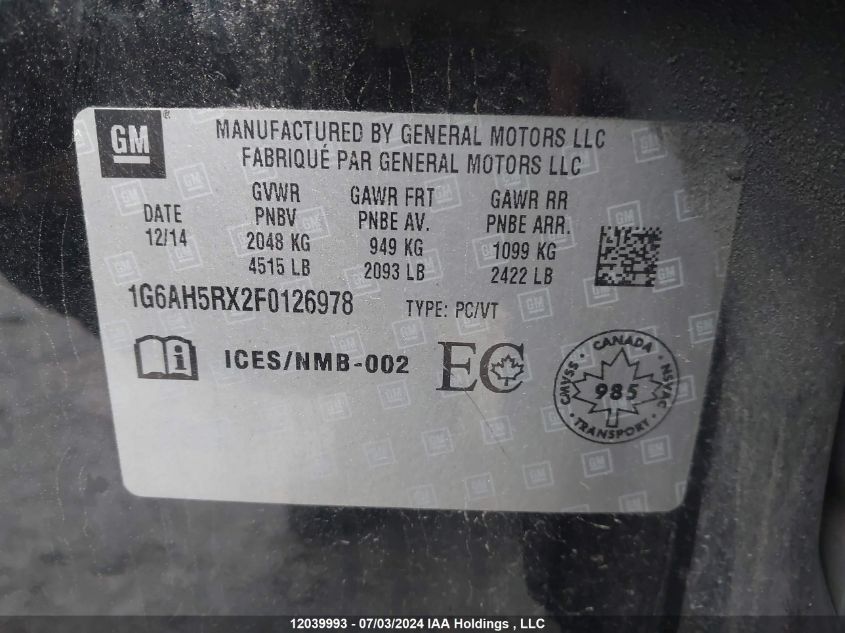 GM ®
MANUFACTURED BY GENERAL MOTORS LLC
FABRIQUÉ PAR GENERAL MOTORS LLC
DATE
12/14
GVWR
PNBV
2048 KG
4515 LB
GAWR FRT
PNBE AV.
949 KG
2093 LB
GAWR RR
PNBE ARR.
1099 KG
2422 LB
1G6AH5RX2F0126978 TYPE: PC/VT
i ICES/NMB-002 EC
CANADA
CMVSS 985 NSVAC
TRANSPORT
12039993 - 07/03/2024 IAA Holdings, LLC